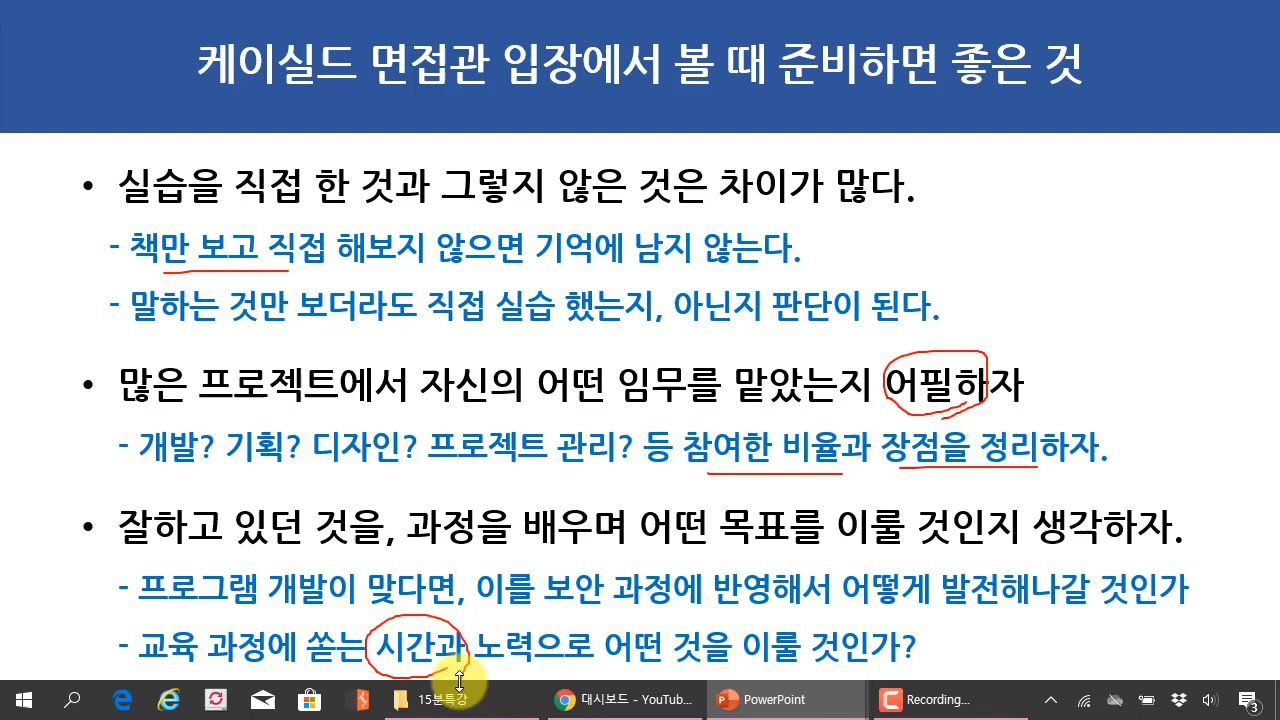 케이실드 면접관 입장에서 볼 때 준비하면 좋은 것
• 실습을 직접 한 것과 그렇지 않은 것은 차이가 많다.
- 책만 보고 직접 해보지 않으면 기억에 남지 않는다.
- 말하는 것만 보더라도 직접 실습 했는지, 아닌지 판단이 된다.
• 많은 프로젝트에서 자신의 어떤 임무를 맡았는지 어필하자
- 개발? 기획? 디자인? 프로젝트 관리? 등 참여한 비율과 장점을 정리하자.
• 잘하고 있던 것을, 과정을 배우며 어떤 목표를 이룰 것인지 생각하자.
- 프로그램 개발이 맞다면, 이를 보안 과정에 반영해서 어떻게 발전해나갈 것인가
- 교육 과정에 쏟는 시간과 노력으로 어떤 것을 이룰 것인가?
15분특강
대시보드 - YouTub...
PowerPoint
Recording...
3